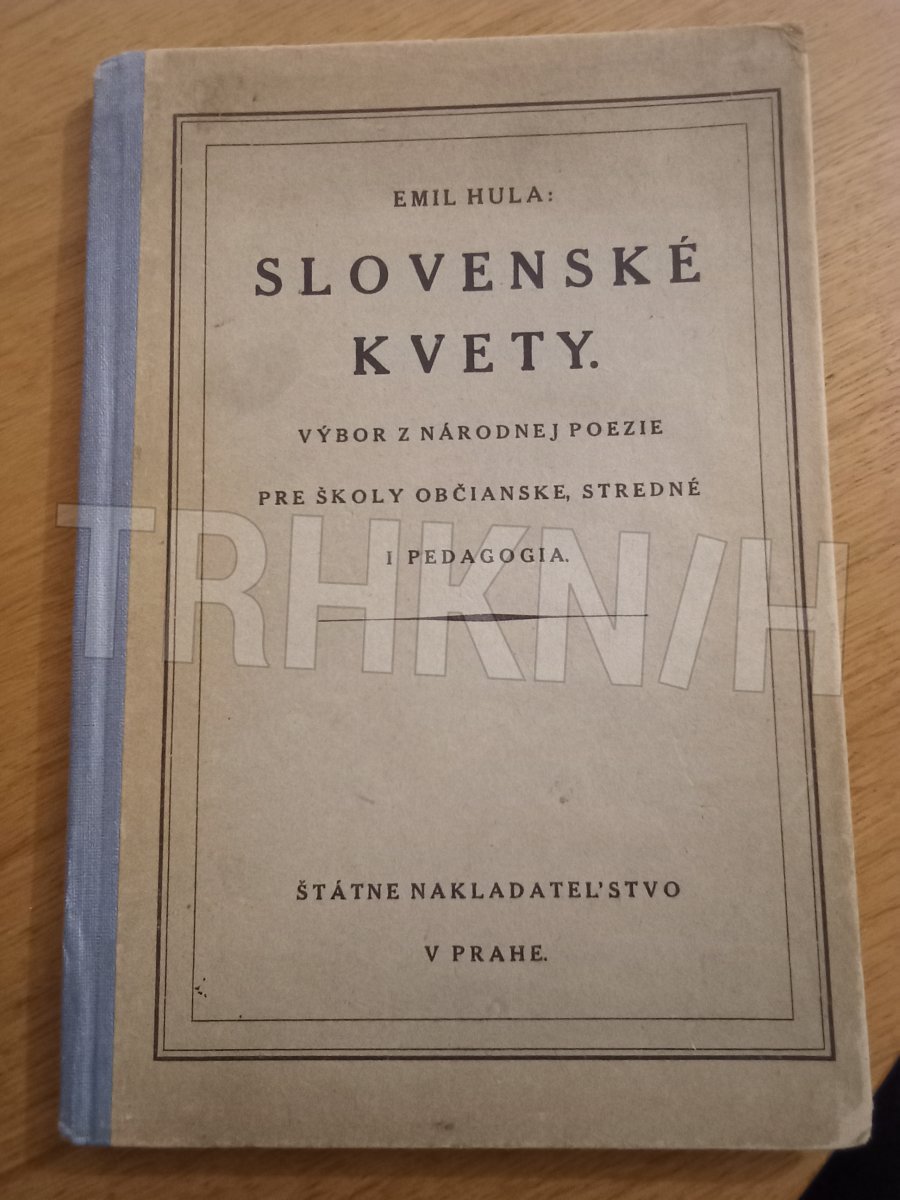 EMIL HULA:
SLOVENSKÉ
KVETY.
VÝBOR Z NÁRODNEJ POEZIE
PRE ŠKOLY OBČIANSKE, STREDNÉ
I PEDAGOGIA.
TRHKNIH
ŠTÁTNE NAKLADATEĽSTVO
V PRAHE.